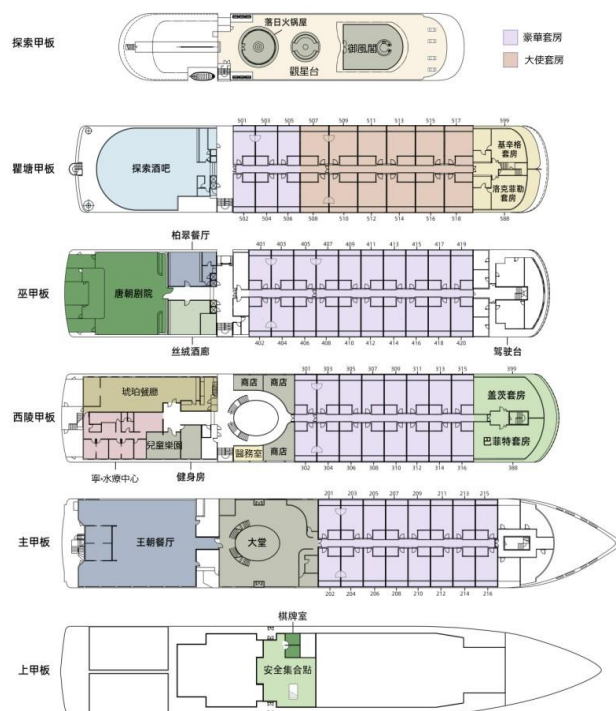 探索甲板
落日火锅屋
觀星台
御風閣
豪華套房
大使套房
瞿塘甲板
501 503 505 507 509 511 513 515 517 599
探索酒吧
基辛格
套房
洛克菲勒
套房
502 504 506 508 510 512 514 516 518 588
巫甲板
柏翠餐厅
401 403 405 407 409 411 415 417 419
唐朝剧院
丝绒酒廊
402 404 406 408 410 412 414 416 418 420
驾驶台
西陵甲板
商店 商店
301 303 305 307 309 311 315 399
琥珀餐廳
兒童樂園
寧·水療中心
健身房
醫務室
商店
盖茨套房
巴菲特套房
302 304 306 308 310 312 314 316 388
主甲板
201 203 205 207 209 211 213 215
王朝餐厅
大堂
202 204 206 208 210 212 214 216
上甲板
棋牌室
安全集合點